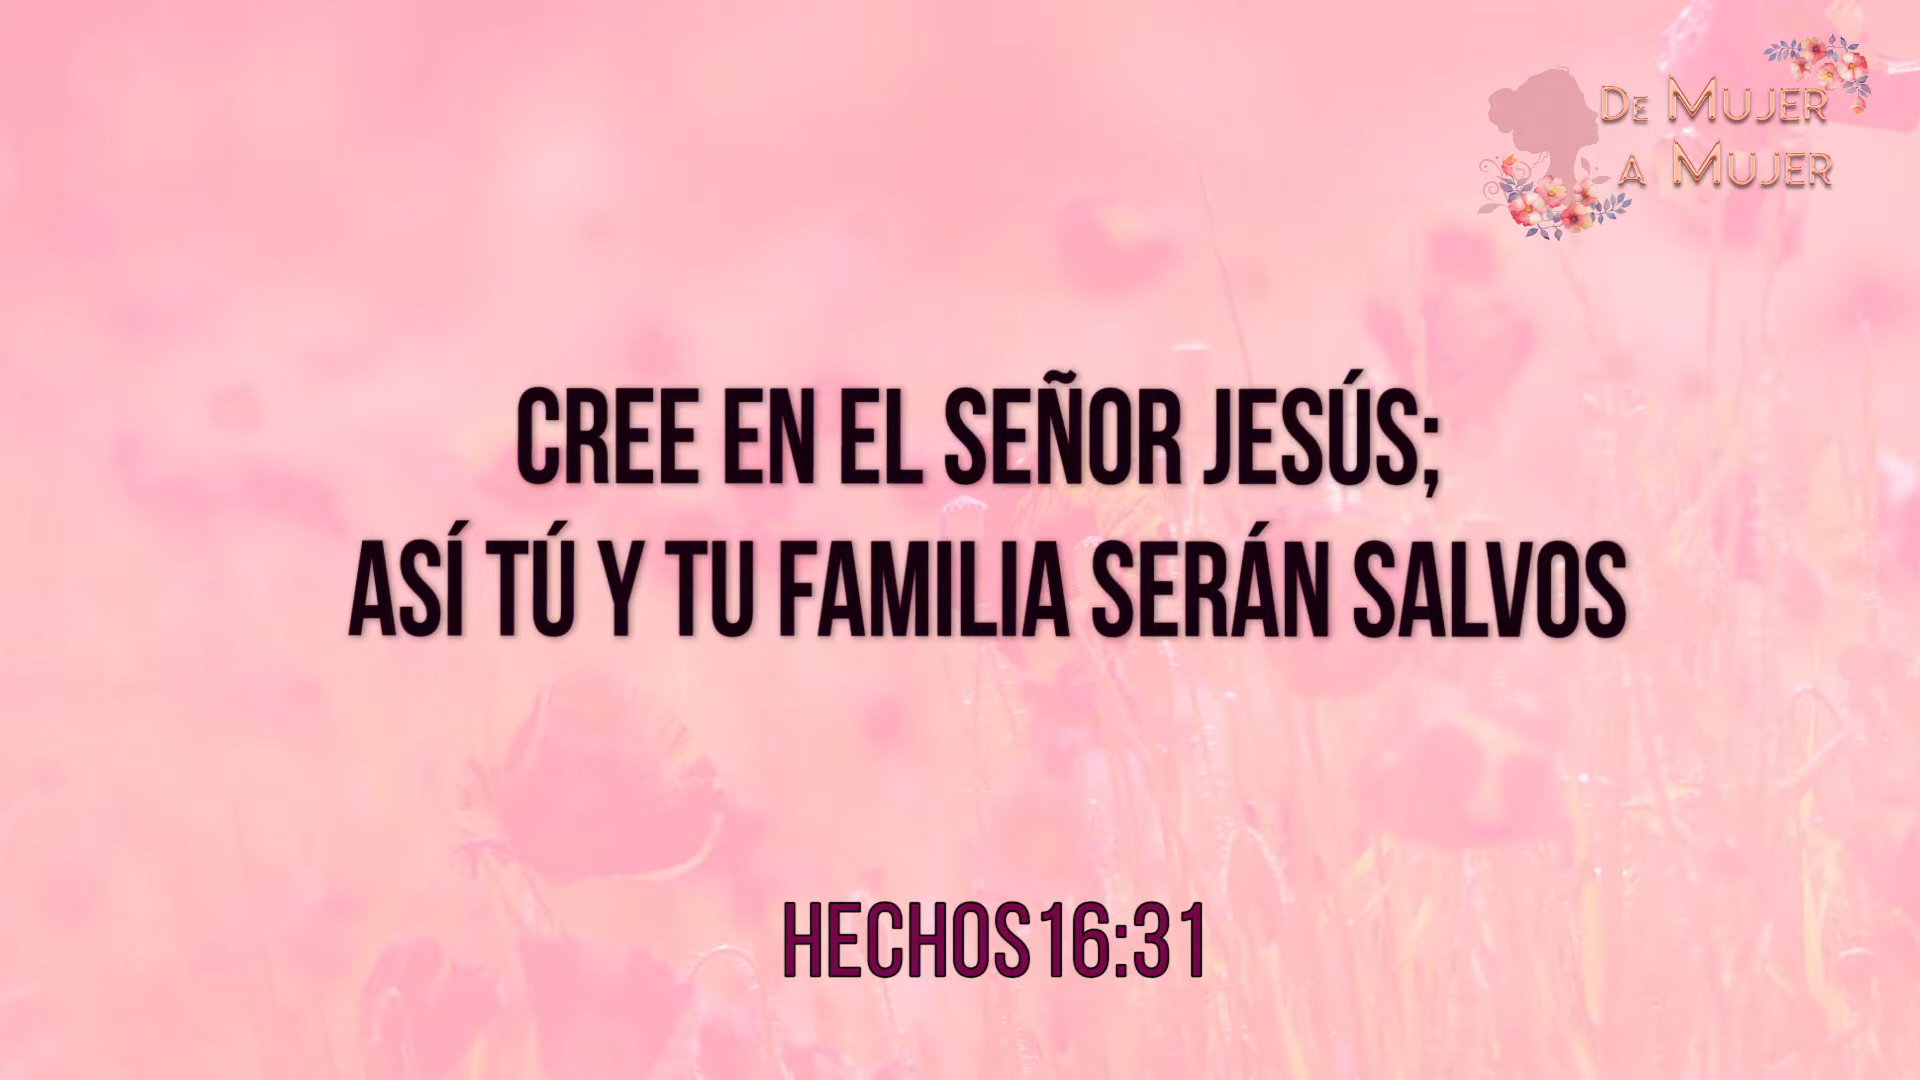 DE MUJER
A MUJER
CREE EN EL SEÑOR JESÚS;
ASÍ TÚ Y TU FAMILIA SERÁN SALVOS
HECHOS 16:31